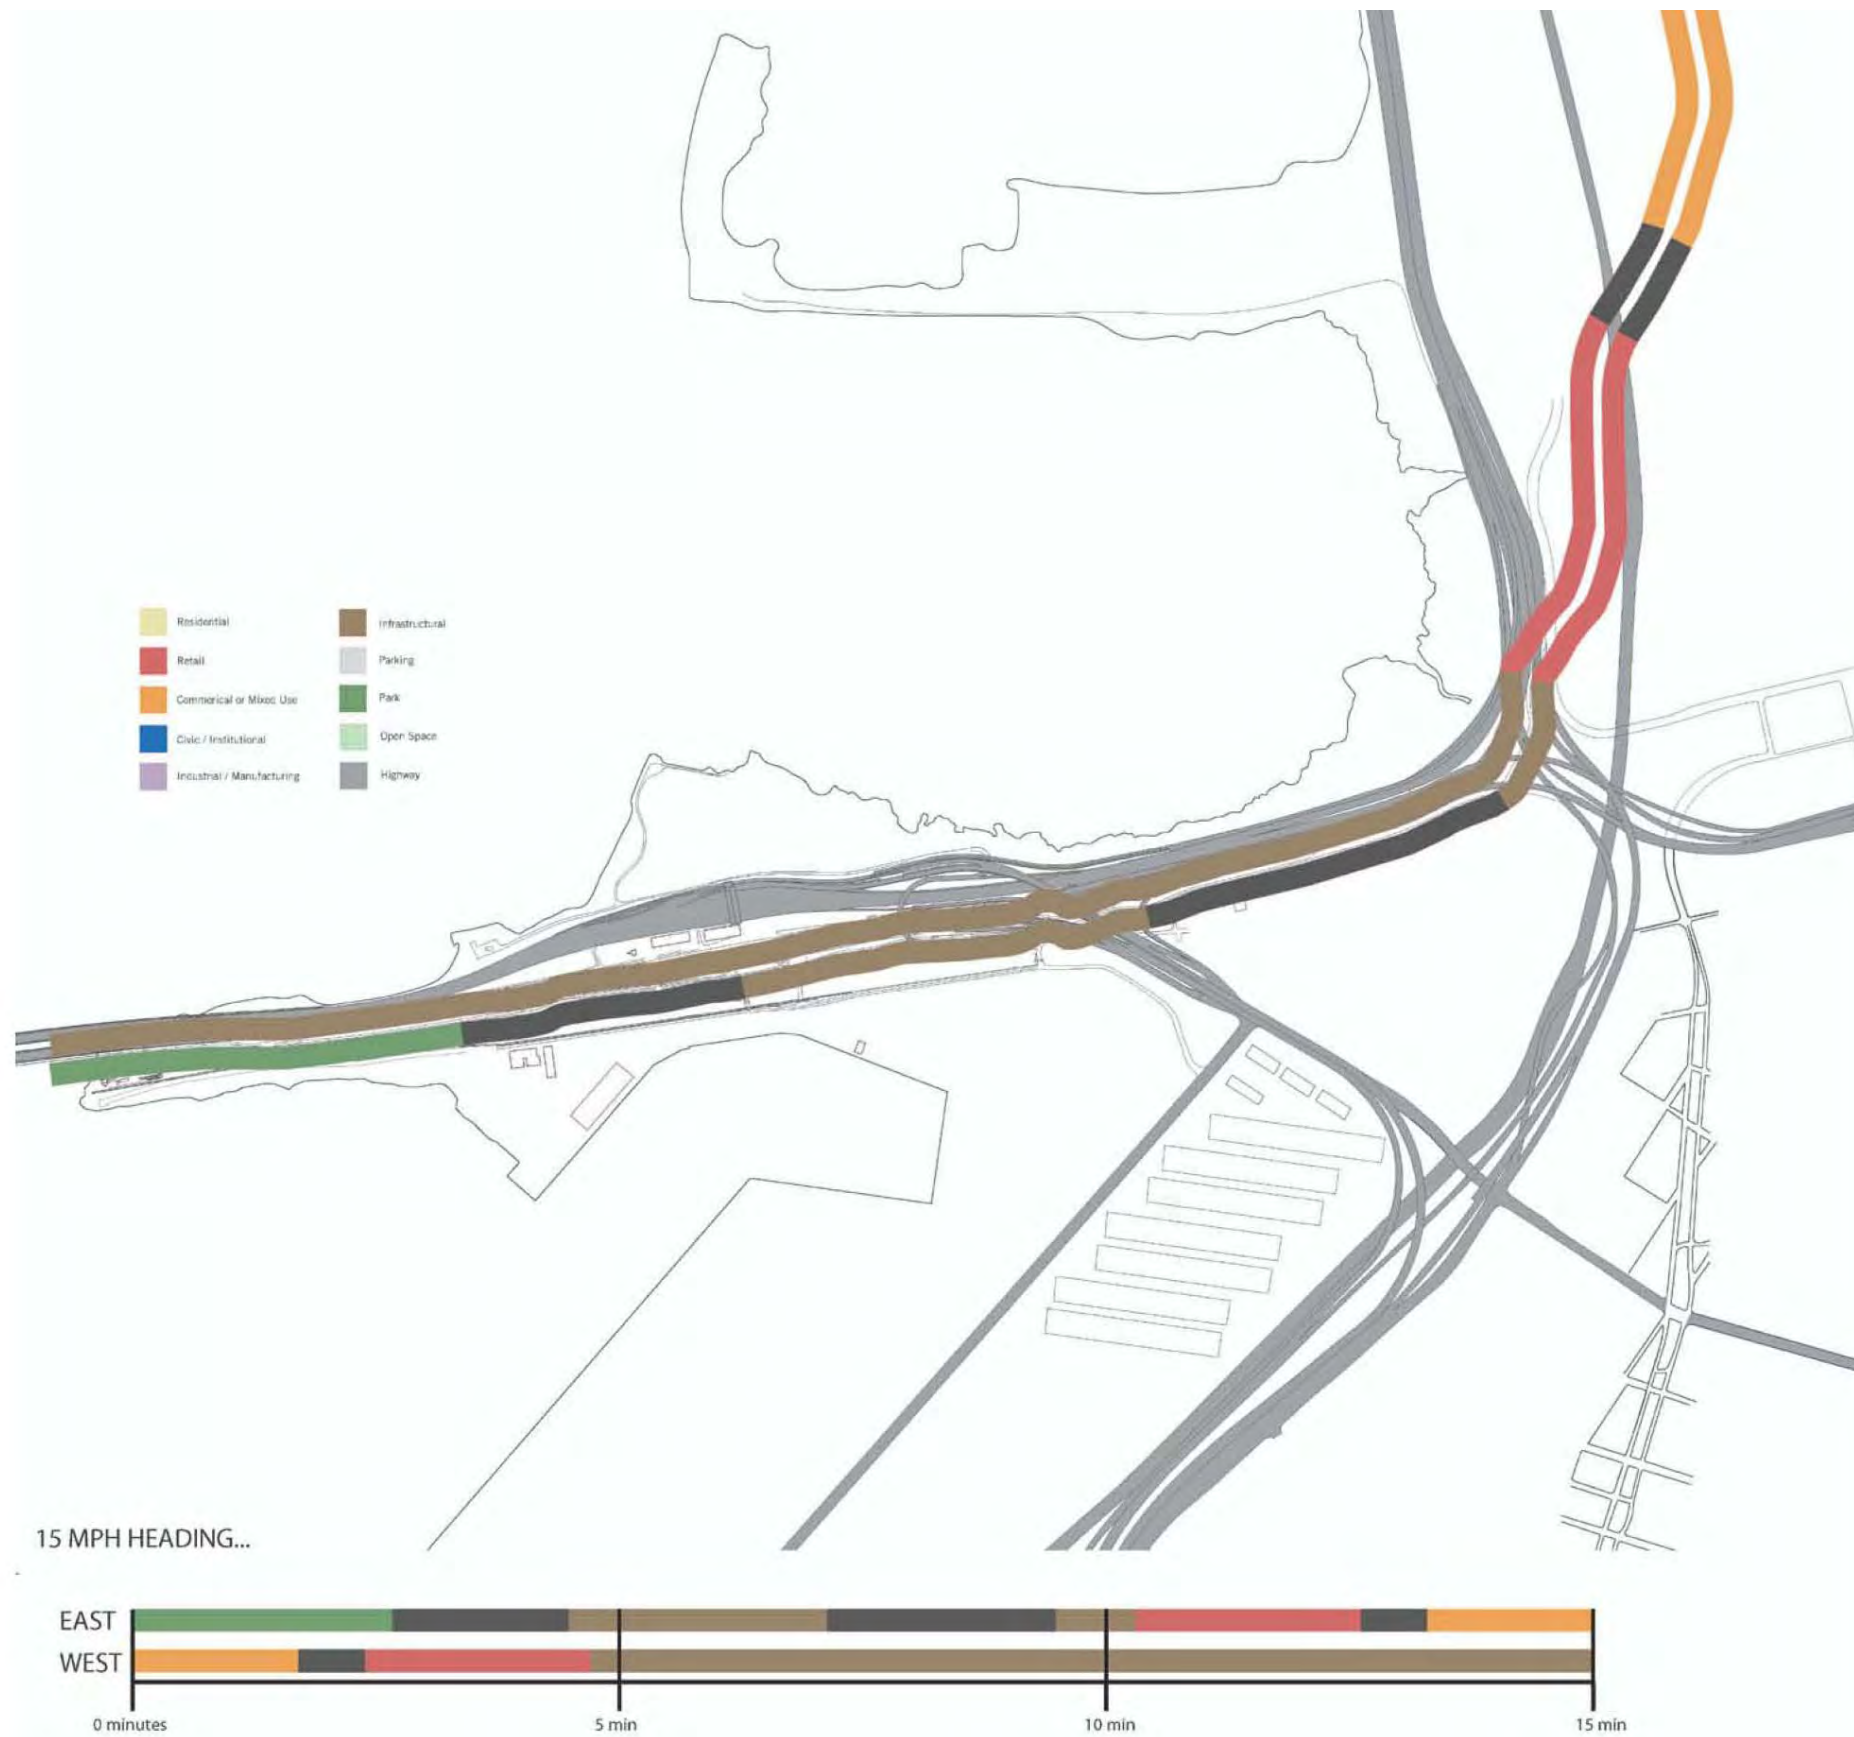 Residential
Retail
Commerical or Mixed Use
Civic / Institutional
Industrial / Manufacturing
Infrastructural
Parking
Park
Open Space
Highway
15 MPH HEADING...
EAST
WEST
0 minutes
5 min
10 min
15 min